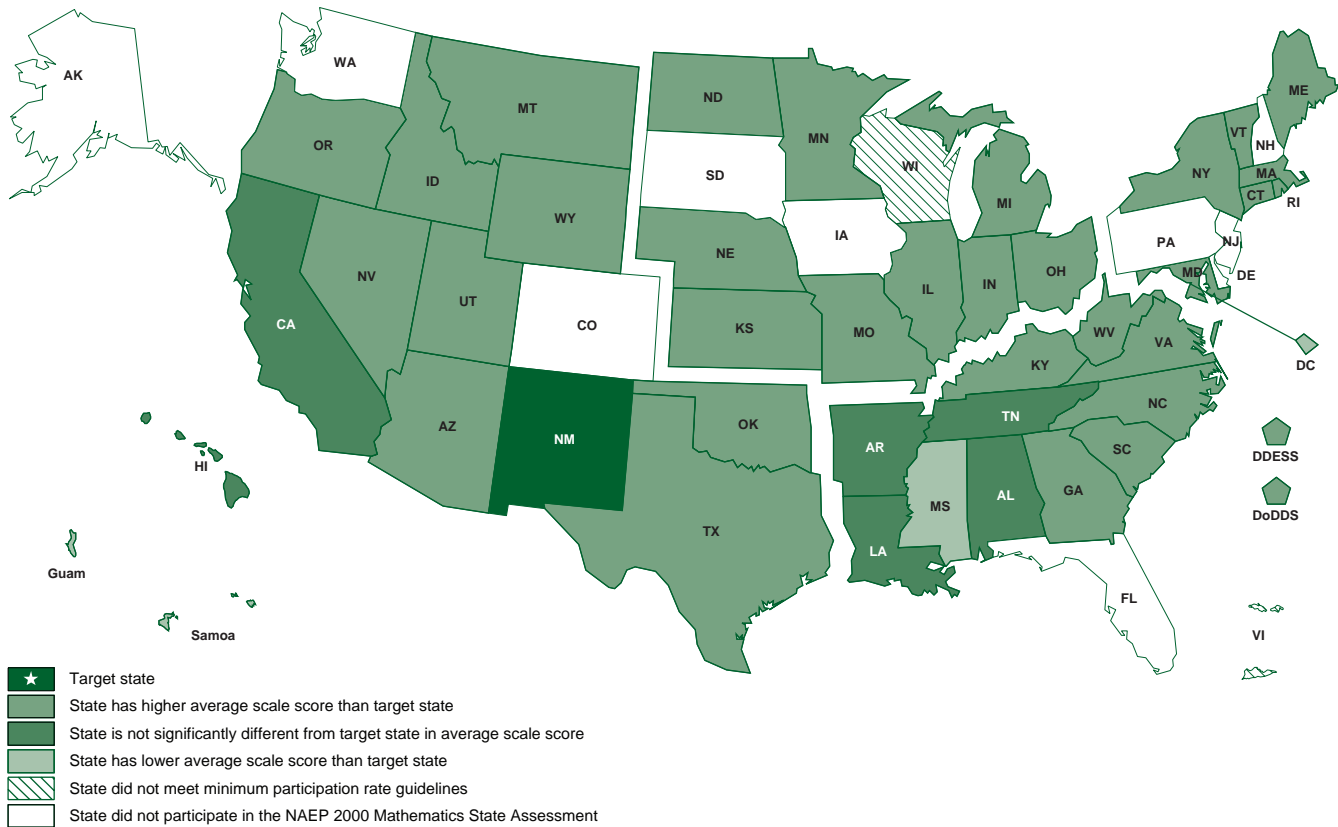 AK
WA
MT
ND
MN
ME
OR
ID
WY
SD
WI
MI
NY
VT
NH
MA
CT
RI
NV
UT
CO
NE
IA
IL
IN
OH
PA
NJ
DE
MD
CA
AZ
NM
KS
MO
KY
WV
VA
DC
OK
TX
AR
TN
NC
SC
LA
MS
AL
GA
FL
HI
Guam
Samoa
DDESS
DoDDS
VI
Target state
State has higher average scale score than target state
State is not significantly different from target state in average scale score
State has lower average scale score than target state
State did not meet minimum participation rate guidelines
State did not participate in the NAEP 2000 Mathematics State Assessment